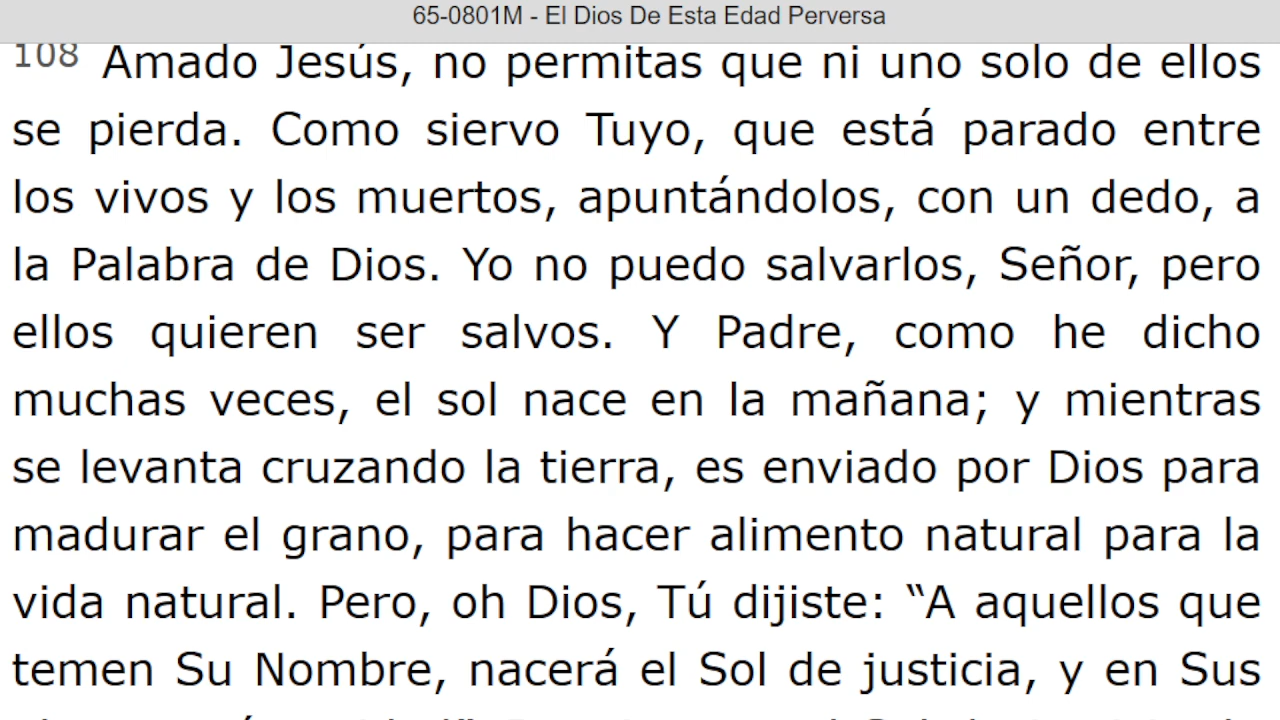 65-0801M - El Dios De Esta Edad Perversa
108 Amado Jesús, no permitas que ni uno solo de ellos
se pierda. Como siervo Tuyo, que está parado entre
los vivos y los muertos, apuntándolos, con un dedo, a
la Palabra de Dios. Yo no puedo salvarlos, Señor, pero
ellos quieren ser salvos. Y Padre, como he dicho
muchas veces, el sol nace en la mañana; y mientras
se levanta cruzando la tierra, es enviado por Dios para
madurar el grano, para hacer alimento natural para la
vida natural. Pero, oh Dios, Tú dijiste: “A aquellos que
temen Su Nombre, nacerá el Sol de justicia, y en Sus